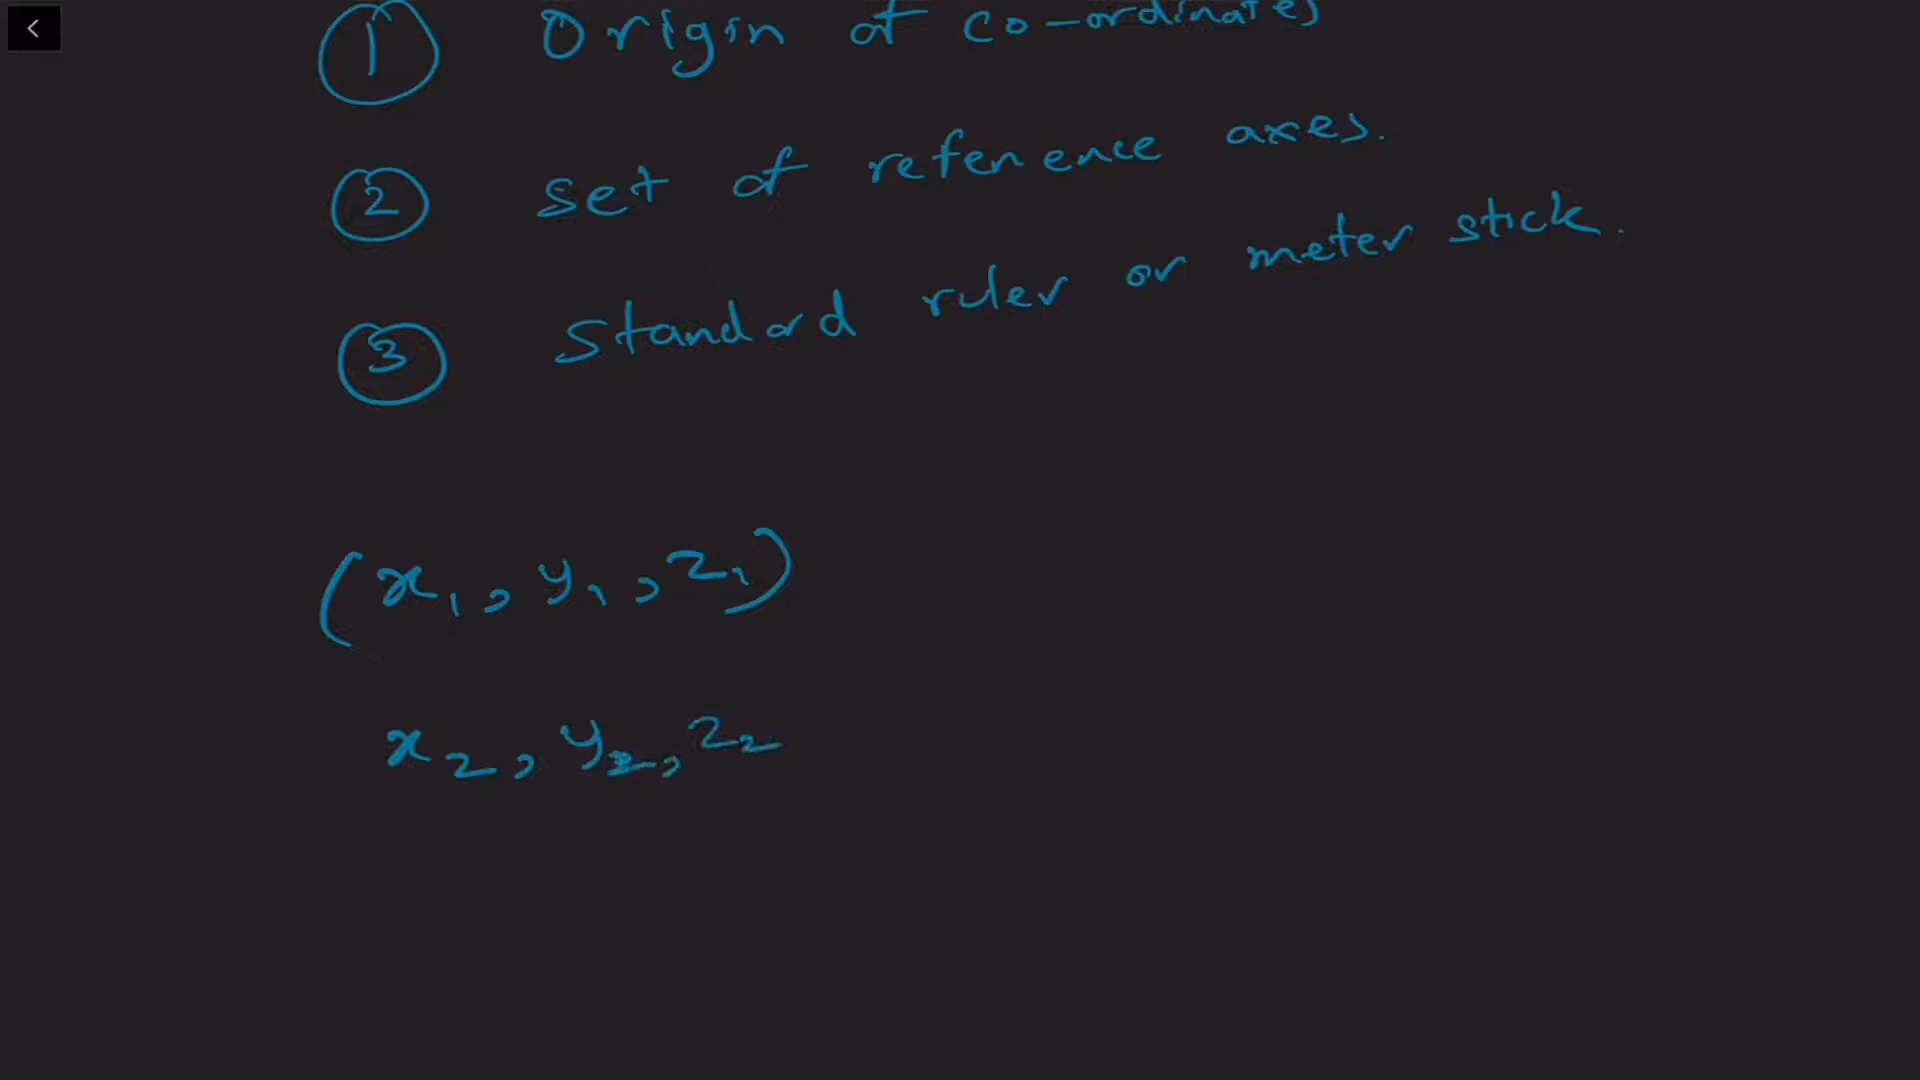 1 Origin of co-ordinates
2 set of reference axes.
3 Standard ruler or meter stick.
(x₁, y₁, z₁)
x₂, y₂, z₂